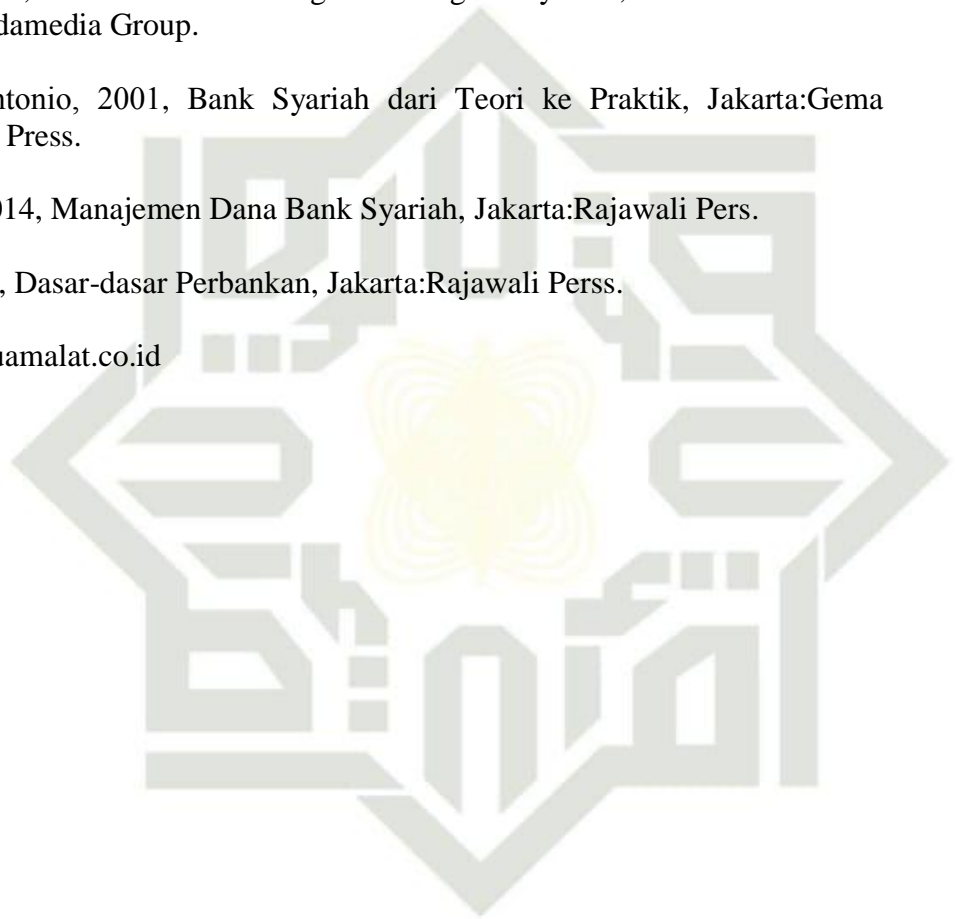 damedia Group.
ntonio, 2001, Bank Syariah dari Teori ke Praktik, Jakarta:Gema
Press.
014, Manajemen Dana Bank Syariah, Jakarta:Rajawali Pers.
, Dasar-dasar Perbankan, Jakarta:Rajawali Perss.
uamalat.co.id